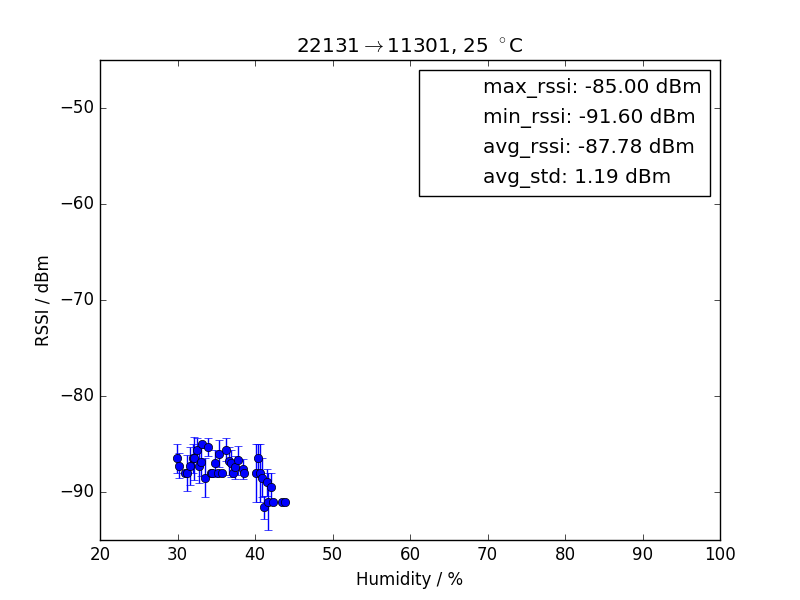 22131→11301, 25 °C
max_rssi: -85.00 dBm
min_rssi: -91.60 dBm
avg_rssi: -87.78 dBm
avg_std: 1.19 dBm
−50
−60
−70
−80
−90
RSSI / dBm
20 30 40 50 60 70 80 90 100
Humidity / %